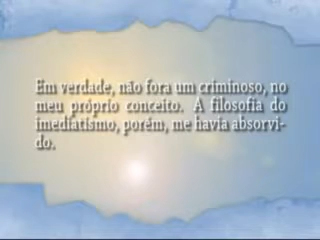 Em verdade, não fora um criminoso, no
meu próprio conceito. A filosofia do
imediatismo, porém, me havia absorvi-
do.